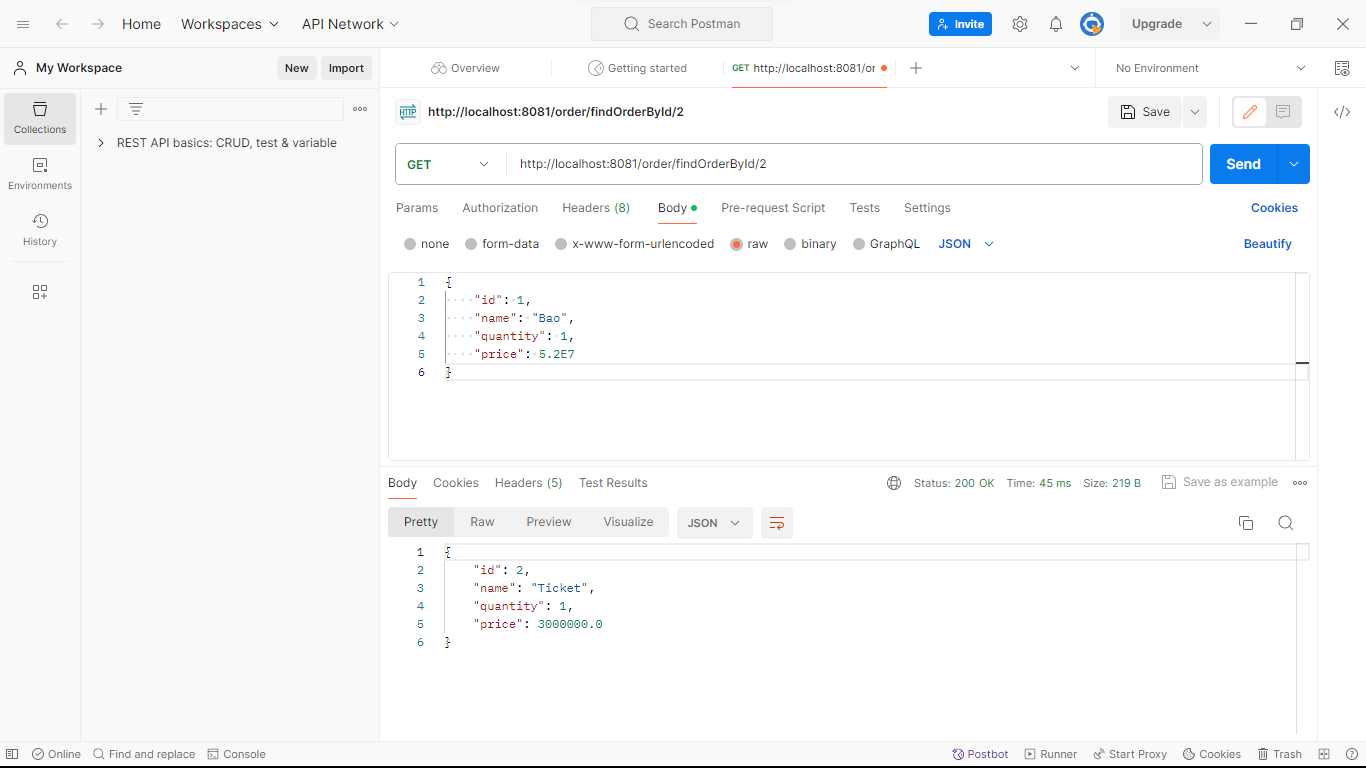 Home Workspaces API Network Search Postman Invite Upgrade
My Workspace New Import Overview Getting started GET http://localhost:8081/or No Environment
Collections
Environments
History
REST API basics: CRUD, test & variable
HTTP http://localhost:8081/order/findOrderById/2 Save
GET http://localhost:8081/order/findOrderById/2 Send
Params Authorization Headers (8) Body Pre-request Script Tests Settings Cookies
none form-data x-www-form-urlencoded raw binary GraphQL JSON Beautify
1 {
2 "id": 1,
3 "name": "Bao",
4 "quantity": 1,
5 "price": 5.2E7
6 }
Body Cookies Headers (5) Test Results Status: 200 OK Time: 45 ms Size: 219 B Save as example
Pretty Raw Preview Visualize JSON
1 {
2 "id": 2,
3 "name": "Ticket",
4 "quantity": 1,
5 "price": 3000000.0
6 }
Online Find and replace Console Postbot Runner Start Proxy Cookies Trash